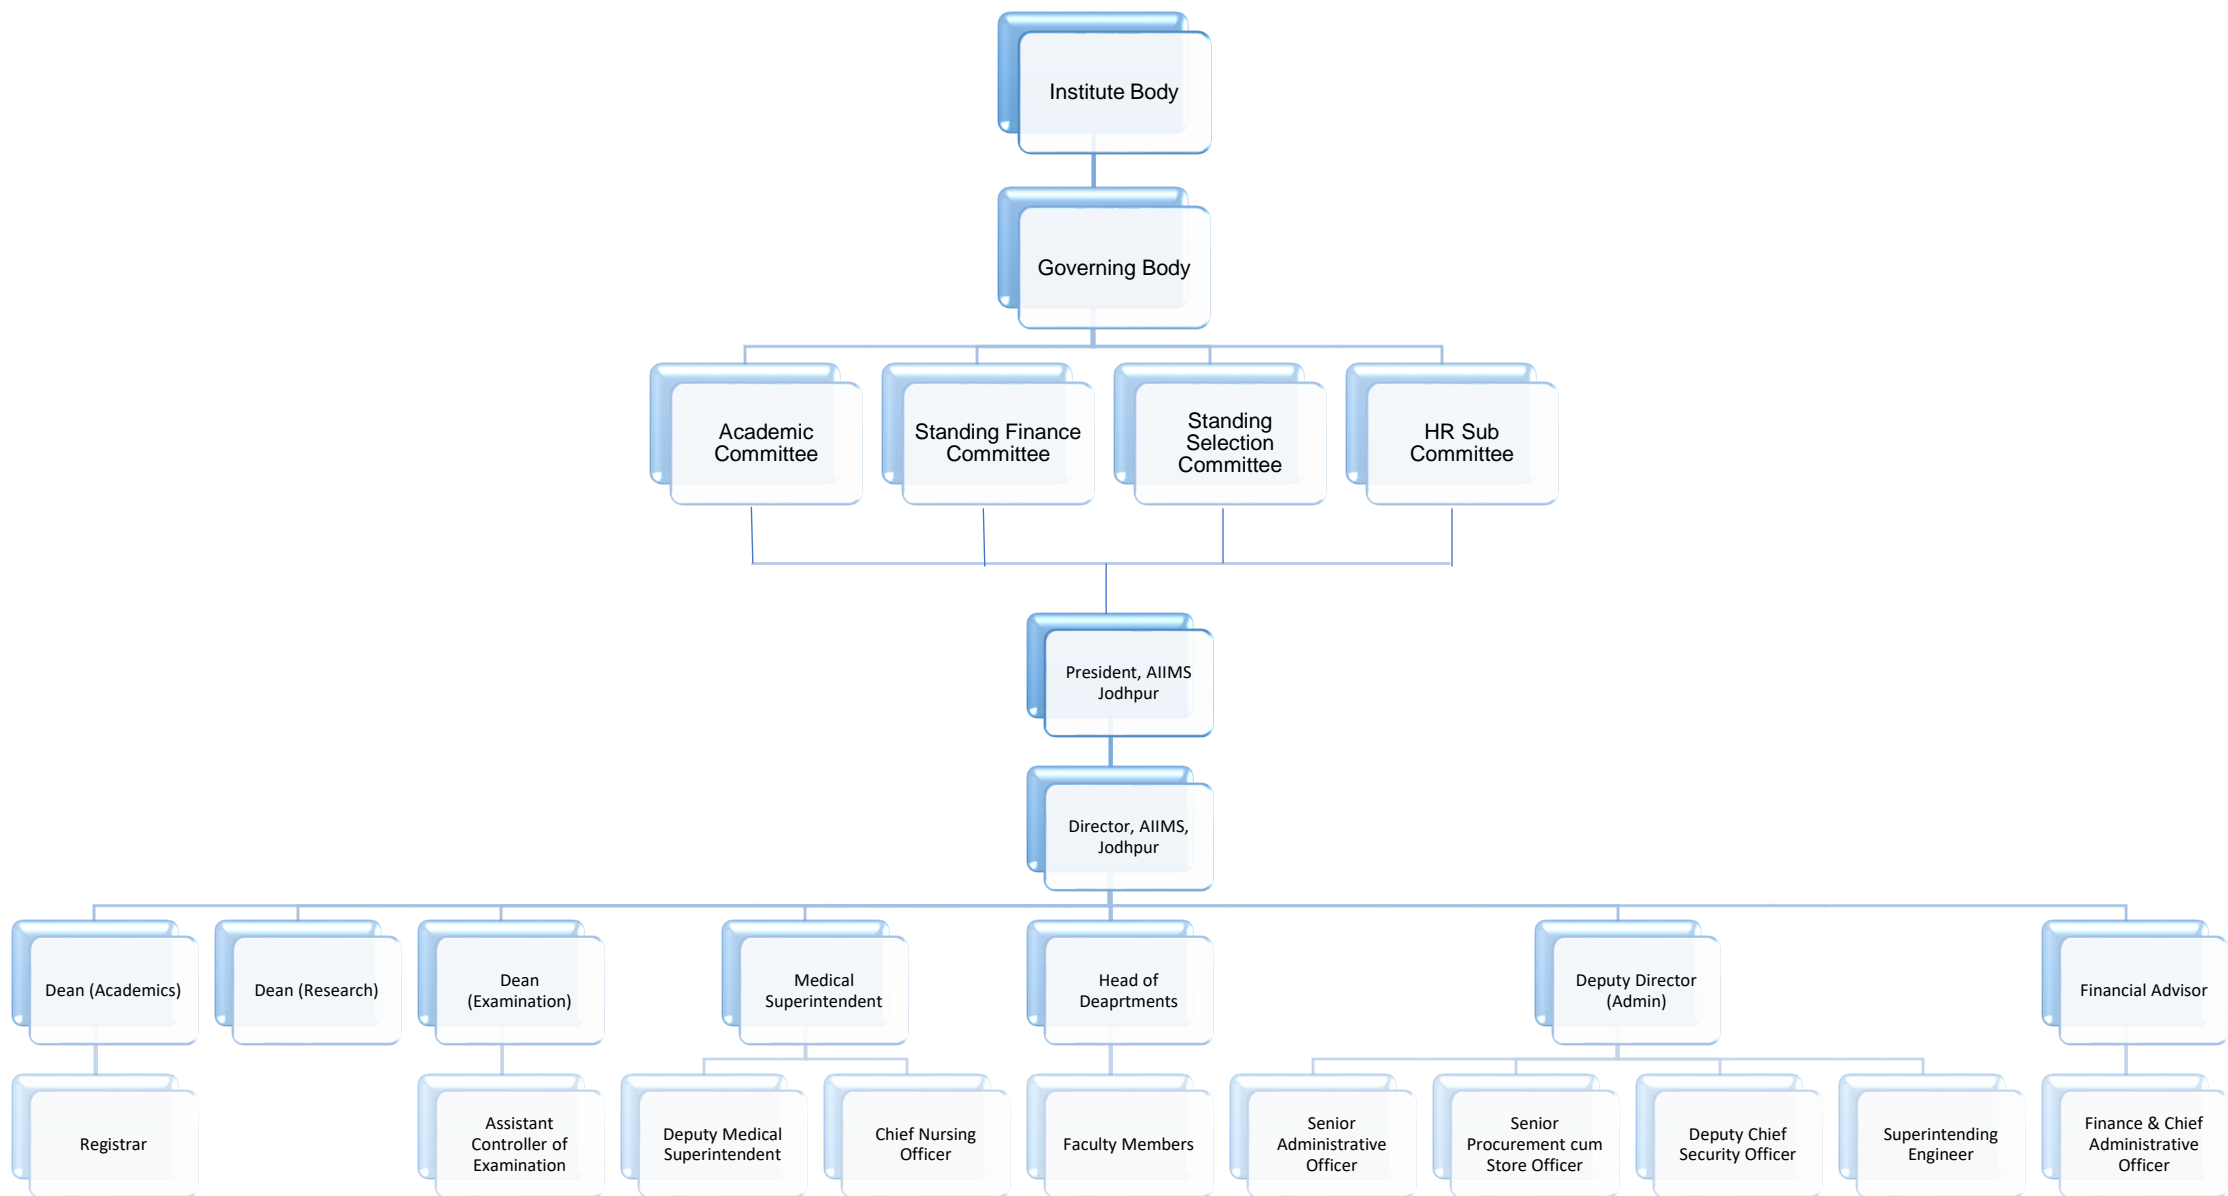 Institute Body
Governing Body
Academic
Committee
Standing Finance
Committee
Standing
Selection
Committee
HR Sub
Committee
President, AIIMS
Jodhpur
Director, AIIMS,
Jodhpur
Dean (Academics)
Dean (Research)
Dean
(Examination)
Medical
Superintendent
Head of
Deaprtments
Deputy Director
(Admin)
Financial Advisor
Registrar
Assistant
Controller of
Examination
Deputy Medical
Superintendent
Chief Nursing
Officer
Faculty Members
Senior
Administrative
Officer
Senior
Procurement cum
Store Officer
Deputy Chief
Security Officer
Superintending
Engineer
Finance & Chief
Administrative
Officer